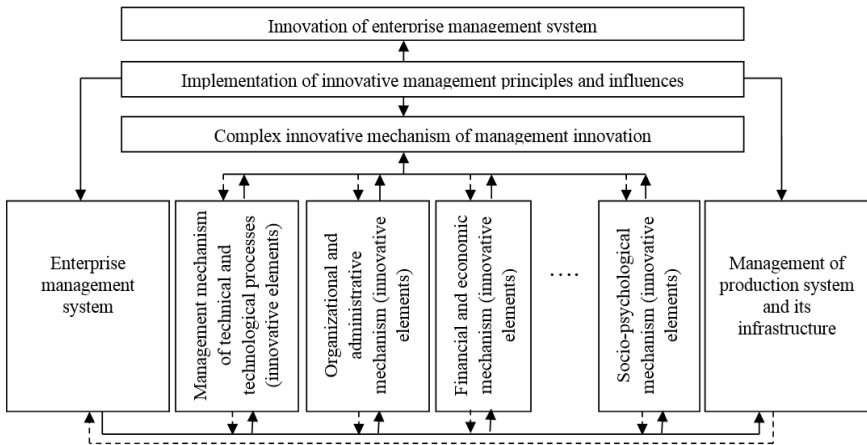 Innovation of enterprise management system
Implementation of innovative management principles and influences
Complex innovative mechanism of management innovation
Enterprise
management
system
Management mechanism
of technical and
technological processes
(innovative elements)
Organizational and
administrative
mechanism (innovative
elements)
Financial and economic
mechanism (innovative
elements)
....
Socio-psychological
mechanism (innovative
elements)
Management of
production system
and its
infrastructure